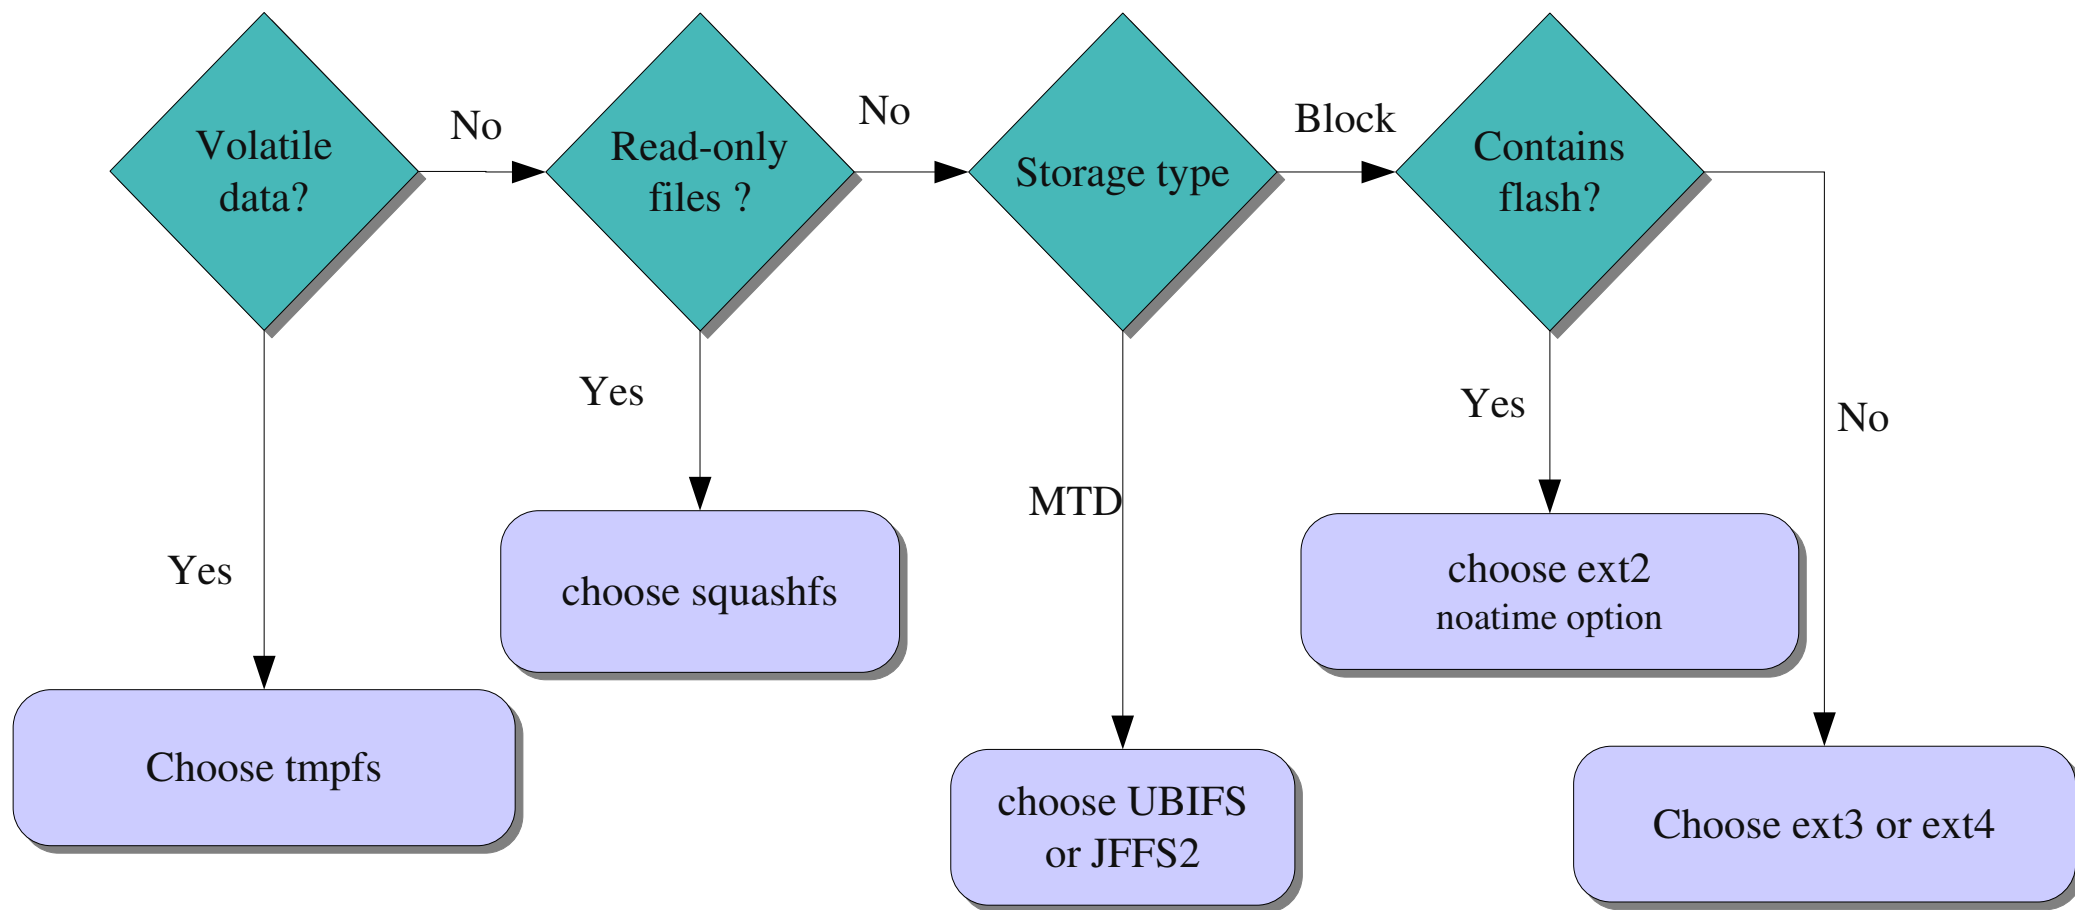 Volatile
data?
No
Read-only
files ?
No
Storage type
Block
Contains
flash?
Yes
Yes
MTD
Yes
No
Choose tmpfs
choose squashfs
choose UBIFS
or JFFS2
choose ext2
noatime option
Choose ext3 or ext4